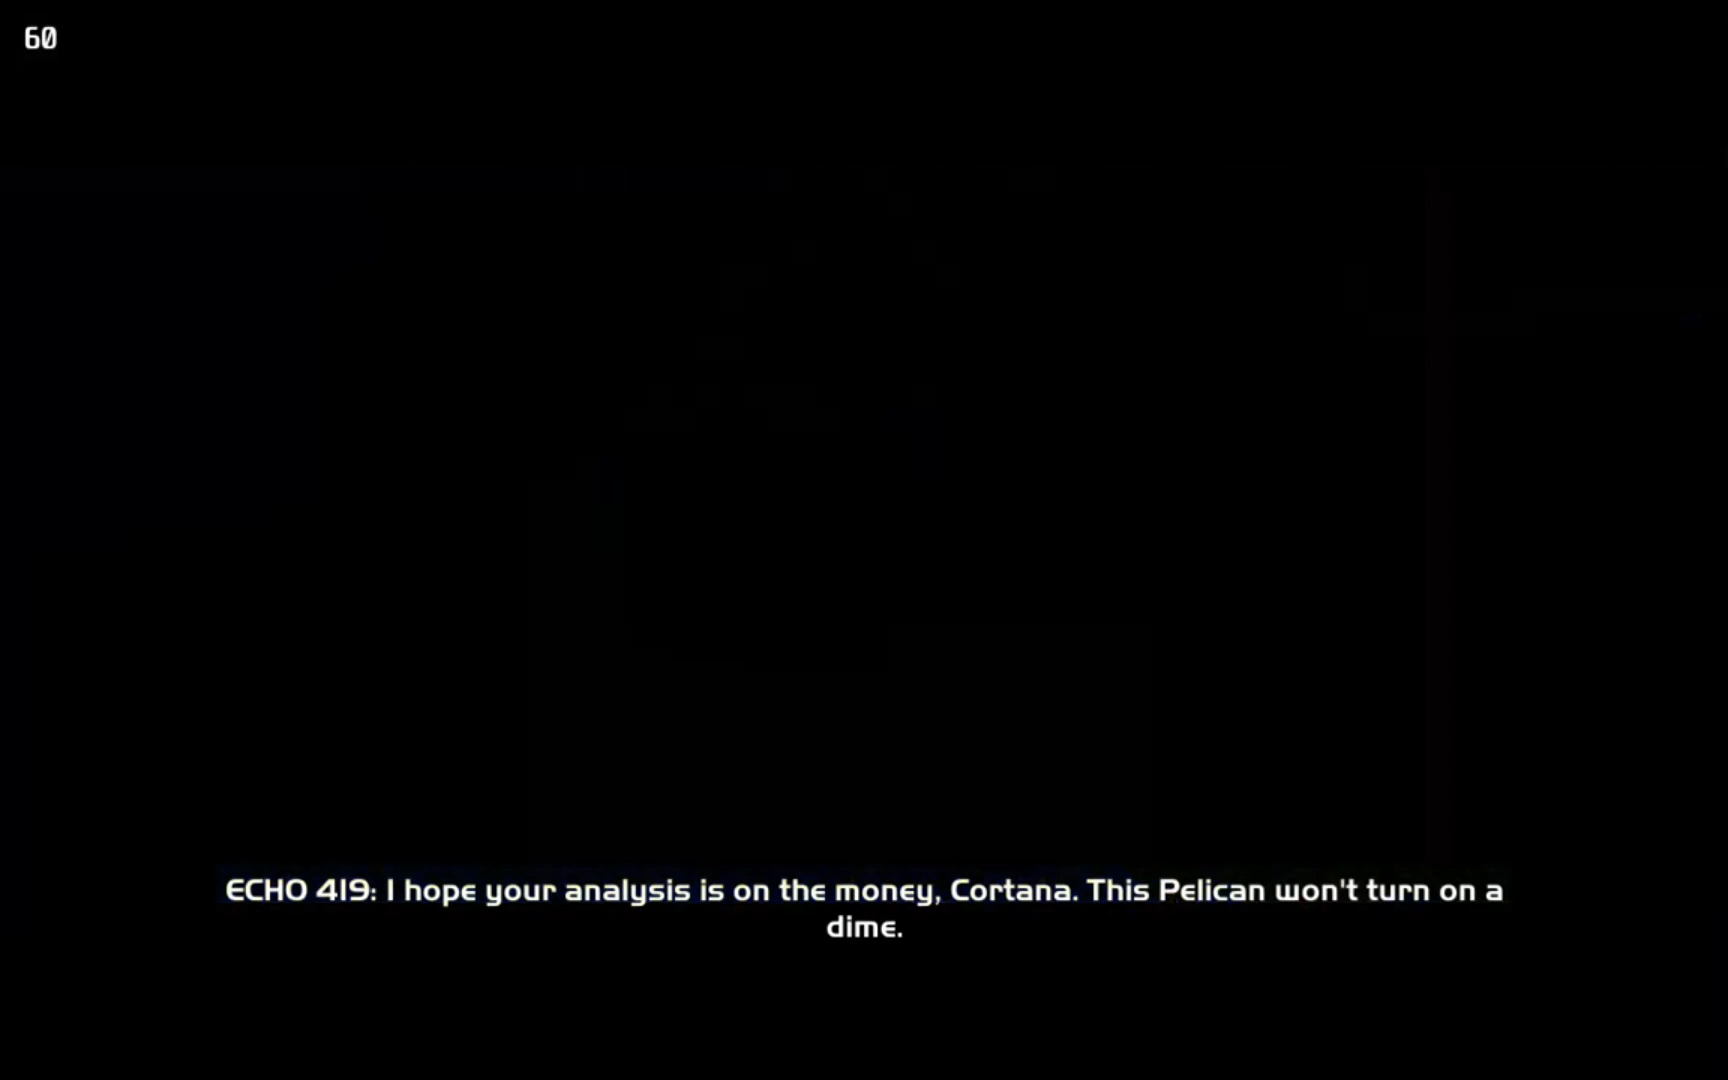 60
ECHO 419: I hope your analysis is on the money, Cortana. This Pelican won't turn on a
dime.